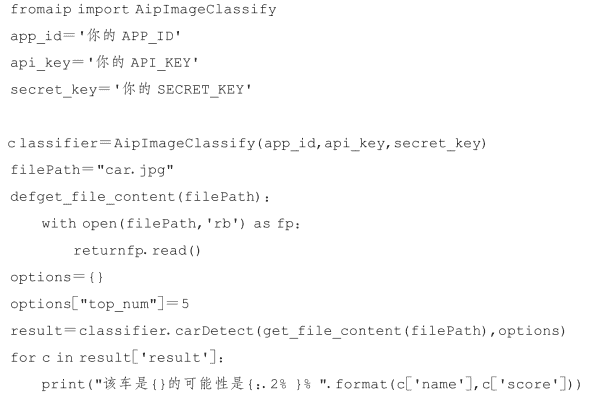 fromaip import AipImageClassify
app_id='你的 APP_ID'
api_key='你的 API_KEY'
secret_key='你的 SECRET_KEY'
classifier=AipImageClassify(app_id,api_key,secret_key)
filePath="car.jpg"
defget_file_content(filePath):
    with open(filePath,'rb') as fp:
        returnfp.read()
options={}
options["top_num"]=5
result=classifier.carDetect(get_file_content(filePath),options)
for c in result['result']:
    print("该车是{}的可能性是{:.2% }% ".format(c['name'],c['score']))